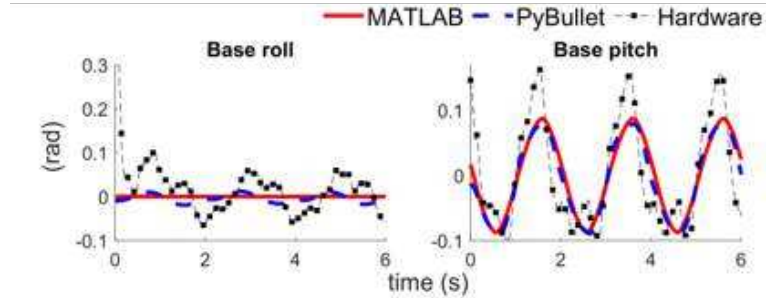 MATLAB PyBullet Hardware
Base roll Base pitch
0.3
0.2
0.1
0
-0.1
(rad)
0 2 4 6
0.1
0
-0.1
0 2 4 6
time (s)